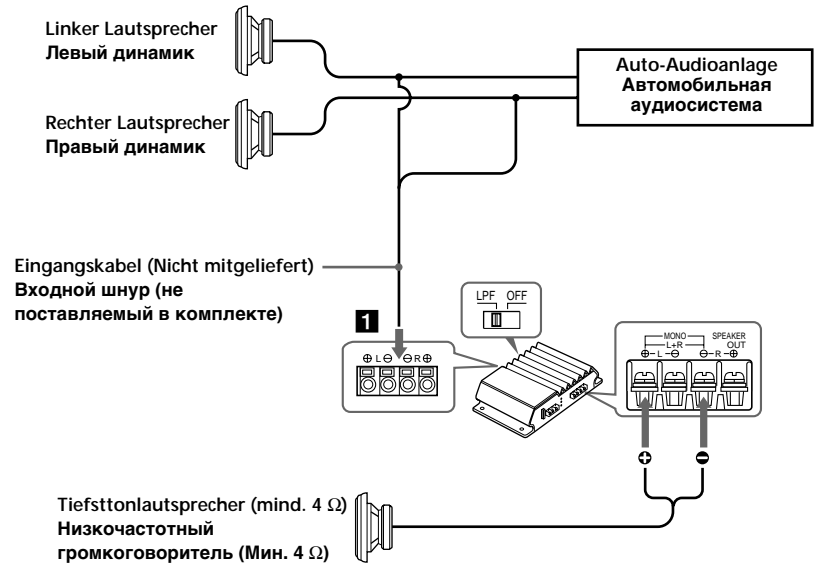 Linker Lautsprecher
Левый динамик
Auto-Audioanlage
Автомобильная
аудиосистема
Rechter Lautsprecher
Правый динамик
Eingangskabel (Nicht mitgeliefert)
Входной шнур (не
поставляемый в комплекте)
1
LPF OFF
⊕ L ⊖ ⊖ R ⊕
MONO SPEAKER
L+R OUT
⊕ – L – ⊖ ⊖ – R – ⊕
+ −
Tiefsttonlautsprecher (mind. 4 Ω)
Низкочастотный
громкоговоритель (Мин. 4 Ω)